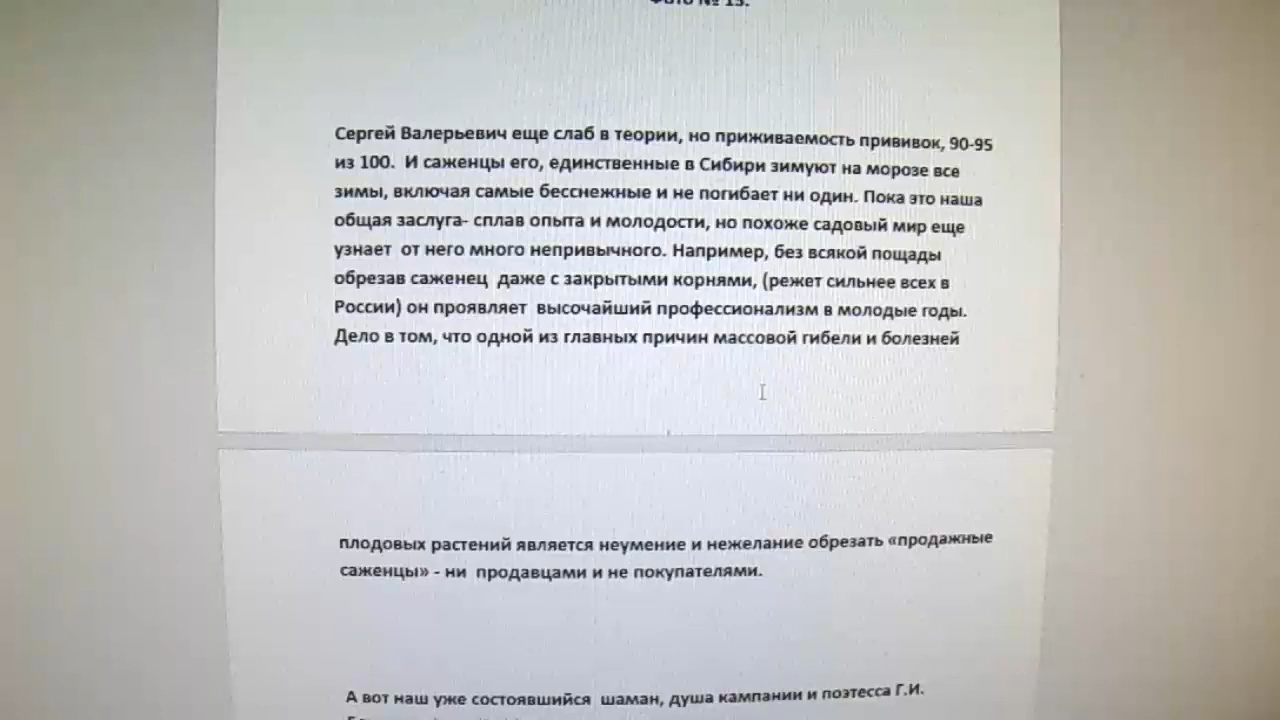 Фото № 15.
Сергей Валерьевич еще слаб в теории, но приживаемость прививок, 90-95
из 100.  И саженцы его, единственные в Сибири зимуют на морозе все
зимы, включая самые бесснежные и не погибает ни один. Пока это наша
общая заслуга- сплав опыта и молодости, но похоже садовый мир еще
узнает  от него много непривычного. Например, без всякой пощады
обрезав саженец  даже с закрытыми корнями, (режет сильнее всех в
России) он проявляет  высочайший профессионализм в молодые годы.
Дело в том, что одной из главных причин массовой гибели и болезней
плодовых растений является неумение и нежелание обрезать «продажные
саженцы» - ни  продавцами и не покупателями.
А вот наш уже состоявшийся  шаман, душа кампании и поэтесса Г.И.